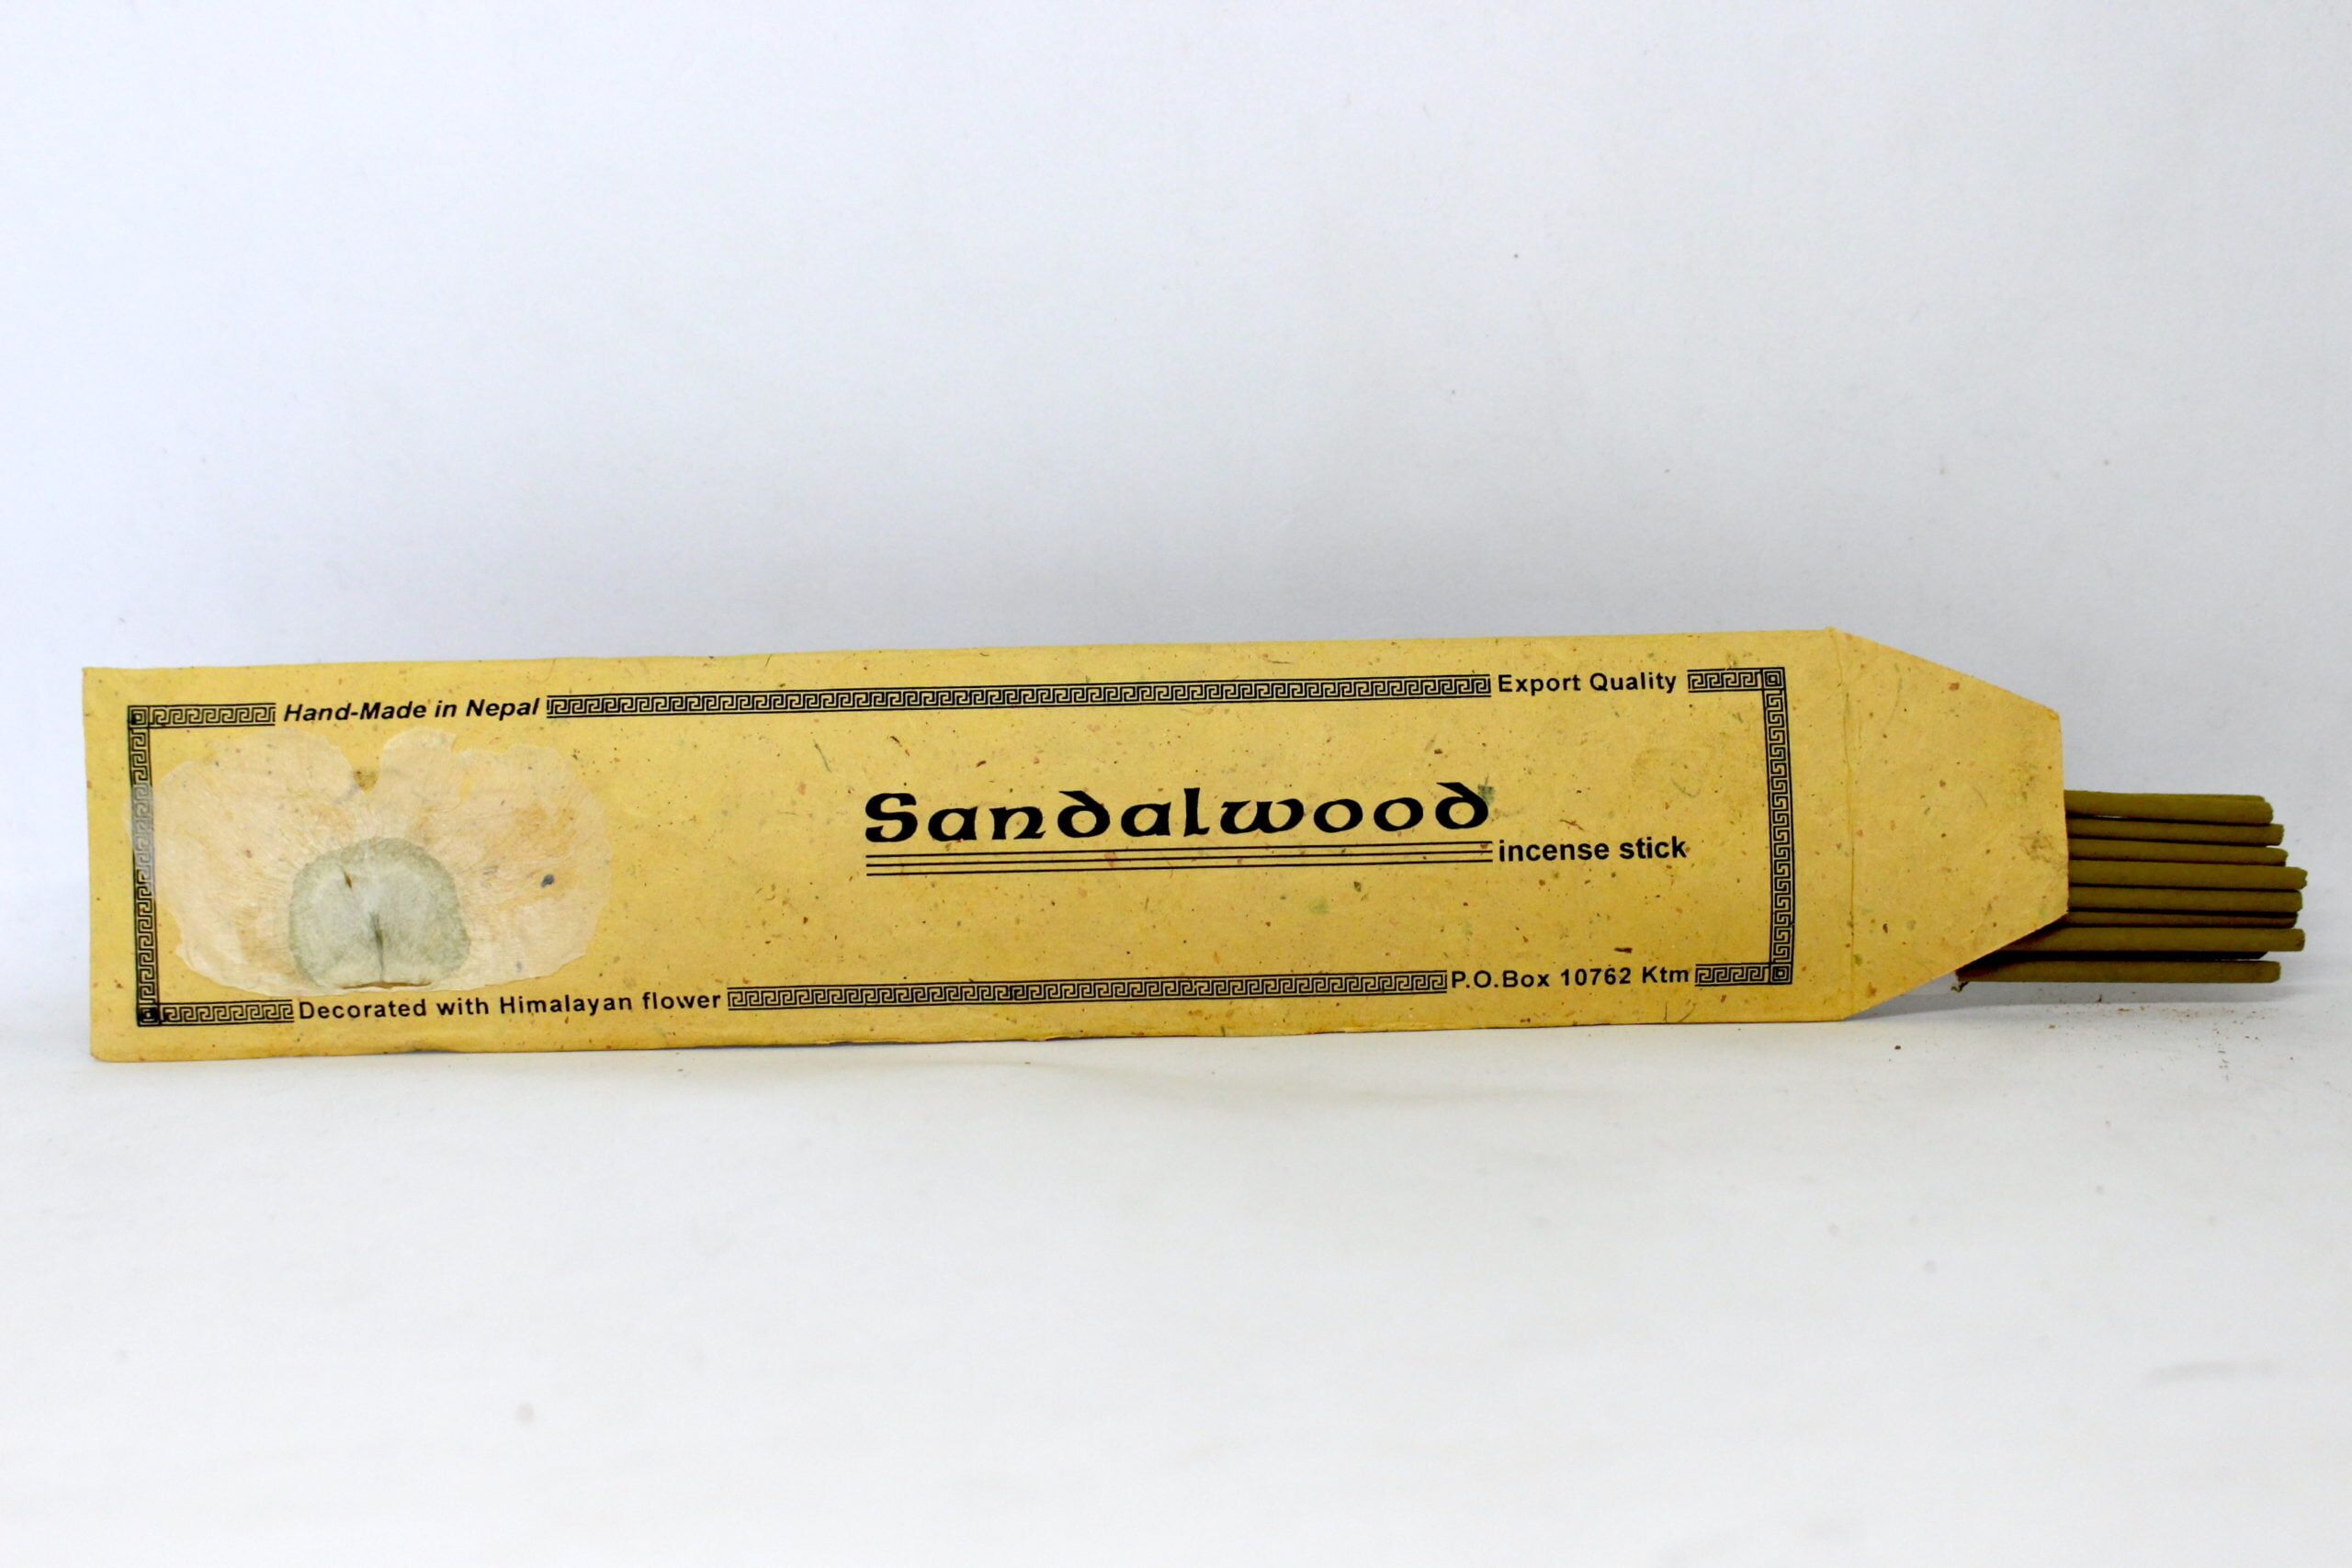 Hand-Made in Nepal
Export Quality
Sandalwood
incense stick
Decorated with Himalayan flower
P.O.Box 10762 Ktm